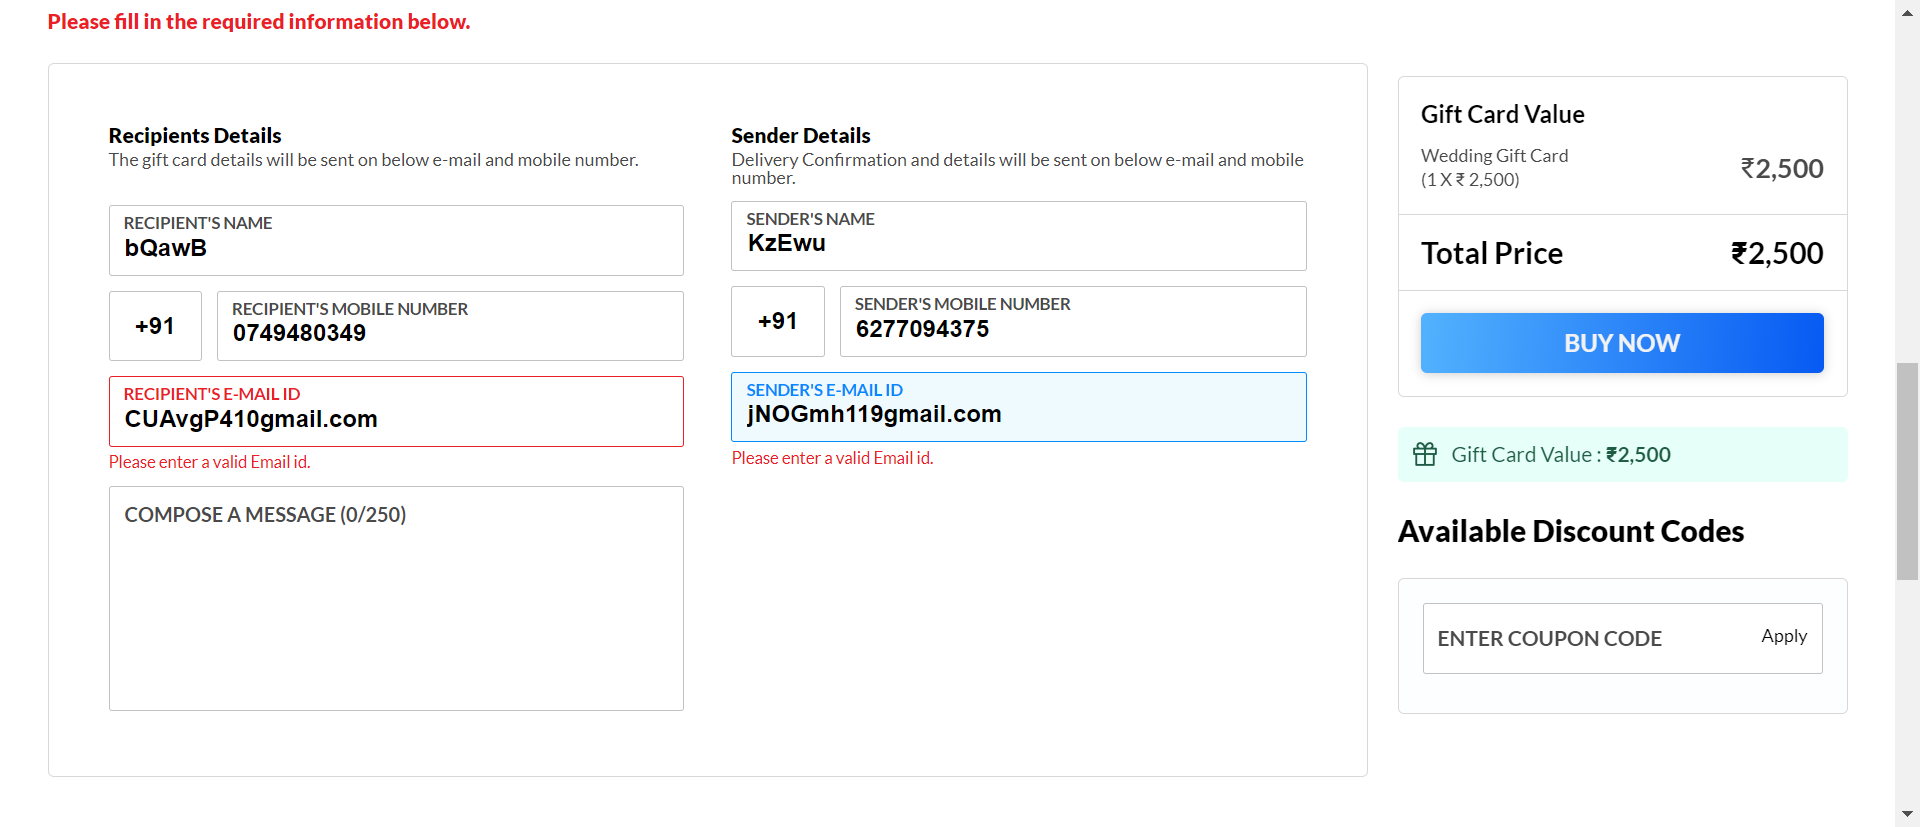 Please fill in the required information below.
Recipients Details
The gift card details will be sent on below e-mail and mobile number.
RECIPIENT'S NAME
bQawB
+91
RECIPIENT'S MOBILE NUMBER
0749480349
RECIPIENT'S E-MAIL ID
CUAvgP410gmail.com
Please enter a valid Email id.
COMPOSE A MESSAGE (0/250)
Sender Details
Delivery Confirmation and details will be sent on below e-mail and mobile
number.
SENDER'S NAME
KzEwu
+91
SENDER'S MOBILE NUMBER
6277094375
SENDER'S E-MAIL ID
jNOGmh119gmail.com
Please enter a valid Email id.
Gift Card Value
Wedding Gift Card
(1 X ₹ 2,500)
₹2,500
Total Price
₹2,500
BUY NOW
Gift Card Value : ₹2,500
Available Discount Codes
ENTER COUPON CODE
Apply